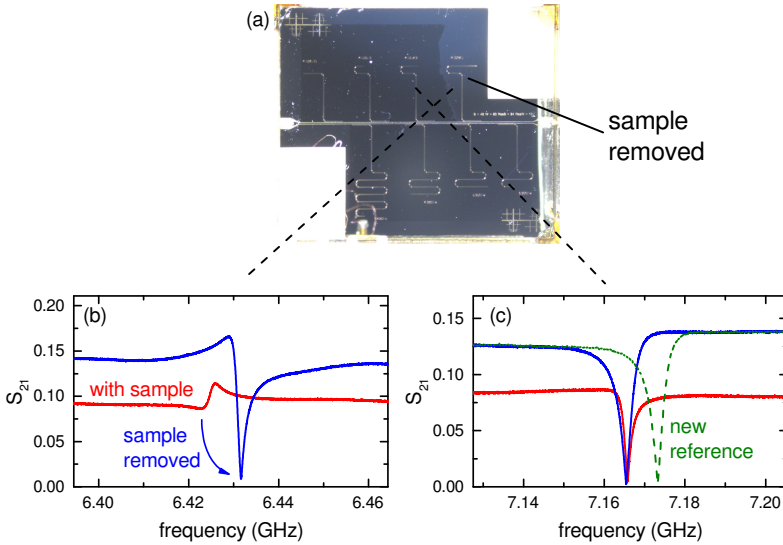 (a)
sample
removed
(b)
0.20
0.15
0.10
0.05
0.00
S21
with sample
sample
removed
6.40
6.42
6.44
6.46
frequency (GHz)
(c)
0.15
0.10
0.05
0.00
S21
new
reference
7.14
7.16
7.18
7.20
frequency (GHz)